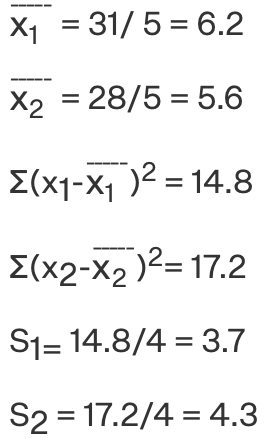 x̄₁ = 31/ 5 = 6.2
x̄₂ = 28/5 = 5.6
Σ(x₁-x̄₁ )² = 14.8
Σ(x₂-x̄₂ )²= 17.2
S₁= 14.8/4 = 3.7
S₂ = 17.2/4 = 4.3